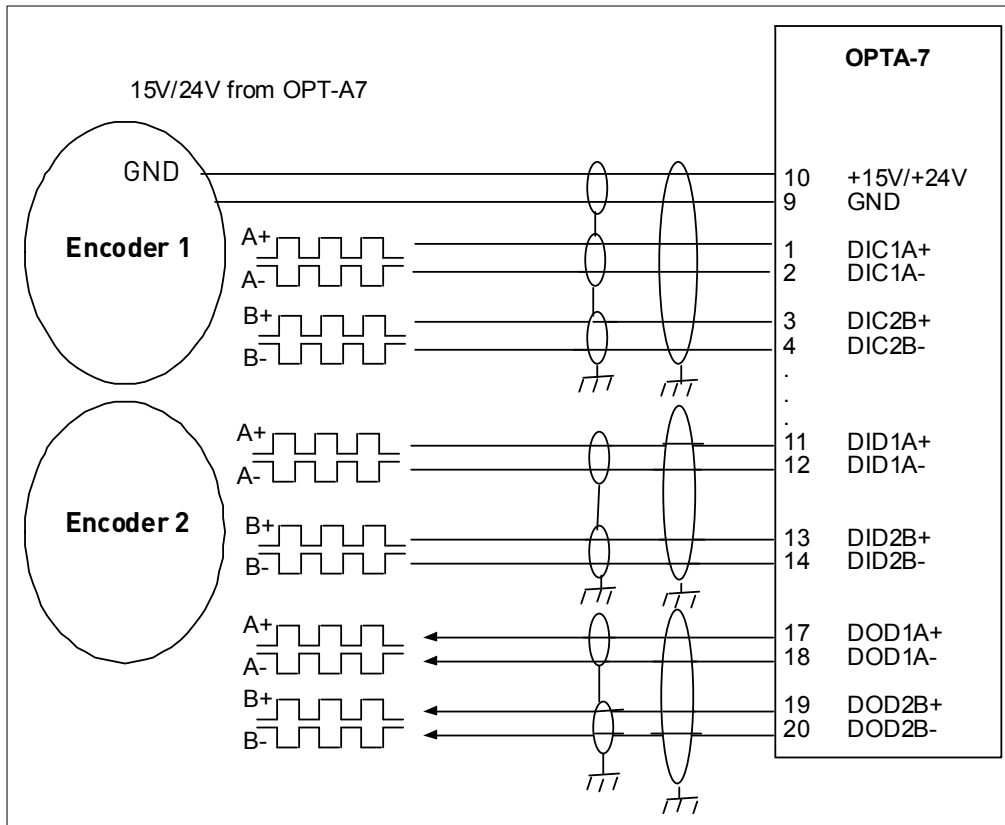 OPTA-7
15V/24V from OPT-A7
GND
10 +15V/+24V
9 GND
Encoder 1
A+
1 DIC1A+
A-
2 DIC1A-
B+
3 DIC2B+
B-
4 DIC2B-
.
.
.
A+
11 DID1A+
A-
12 DID1A-
Encoder 2
B+
13 DID2B+
B-
14 DID2B-
A+
17 DOD1A+
A-
18 DOD1A-
B+
19 DOD2B+
B-
20 DOD2B-